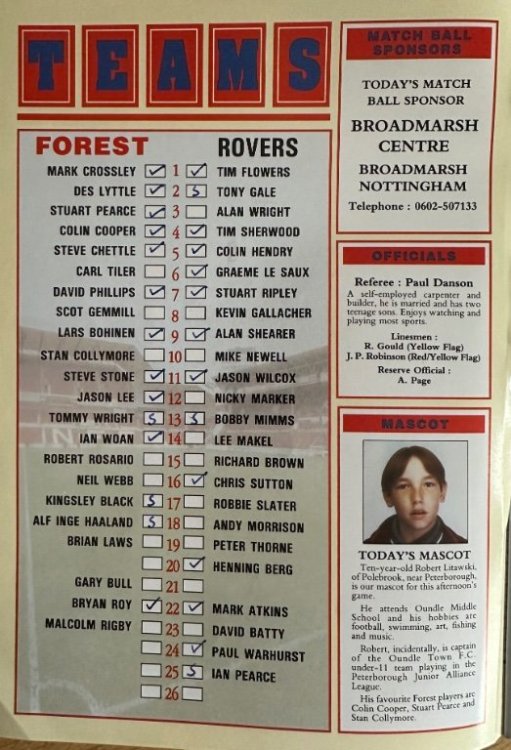 TEAMS
FOREST ROVERS
MARK CROSSLEY 1 TIM FLOWERS
DES LYTTLE 2 S TONY GALE
STUART PEARCE 3 ALAN WRIGHT
COLIN COOPER 4 TIM SHERWOOD
STEVE CHETTLE 5 COLIN HENDRY
CARL TILER 6 GRAEME LE SAUX
DAVID PHILLIPS 7 STUART RIPLEY
SCOT GEMMILL 8 KEVIN GALLACHER
LARS BOHINEN 9 ALAN SHEARER
STAN COLLYMORE 10 MIKE NEWELL
STEVE STONE 11 JASON WILCOX
JASON LEE 12 NICKY MARKER
TOMMY WRIGHT S 13 S BOBBY MIMMS
IAN WOAN 14 LEE MAKEL
ROBERT ROSARIO 15 RICHARD BROWN
NEIL WEBB 16 CHRIS SUTTON
KINGSLEY BLACK S 17 ROBBIE SLATER
ALF INGE HAALAND S 18 ANDY MORRISON
BRIAN LAWS 19 PETER THORNE
20 HENNING BERG
GARY BULL 21
BRYAN ROY 22 MARK ATKINS
MALCOLM RIGBY 23 DAVID BATTY
24 PAUL WARHURST
25 S IAN PEARCE
26
MATCH BALL
SPONSORS
TODAY'S MATCH
BALL SPONSOR
BROADMARSH
CENTRE
BROADMARSH
NOTTINGHAM
Telephone : 0602-507133
OFFICIALS
Referee : Paul Danson
A self-employed carpenter and
builder, he is married and has two
teenage sons. Enjoys watching and
playing most sports.
Linesmen :
R. Gould (Yellow Flag)
J. P. Robinson (Red/Yellow Flag)
Reserve Official :
A. Page
MASCOT
TODAY'S MASCOT
Ten-year-old Robert Litawski,
of Polebrook, near Peterborough,
is our mascot for this afternoon's
game.
He attends Oundle Middle
School and his hobbies are
football, swimming, art, fishing
and music.
Robert, incidentally, is captain
of the Oundle Town F.C.
under-11 team playing in the
Peterborough Junior Alliance
League.
His favourite Forest players are
Colin Cooper, Stuart Pearce and
Stan Collymore.